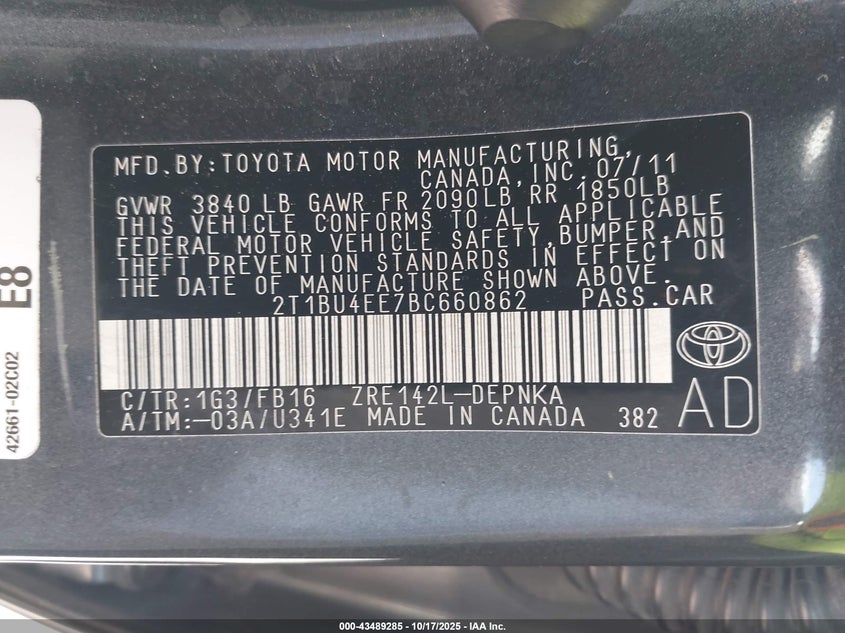 MFD.BY:TOYOTA MOTOR MANUFACTURING,
CANADA,INC.07/11
GVWR 3840 LB GAWR FR 2090LB RR 1850LB
THIS VEHICLE CONFORMS TO ALL APPLICABLE
FEDERAL MOTOR VEHICLE SAFETY,BUMPER,AND
THEFT PREVENTION STANDARDS IN EFFECT ON
THE DATE OF MANUFACTURE SHOWN ABOVE.
2T1BU4EE7BC660862 PASS.CAR
C/TR:1G3/FB16 ZRE142L-DEPNKA
A/TM:-03A/U341E MADE IN CANADA 382
AD
E8
42661-02C02
000-43489285 - 10/17/2025 - IAA Inc.